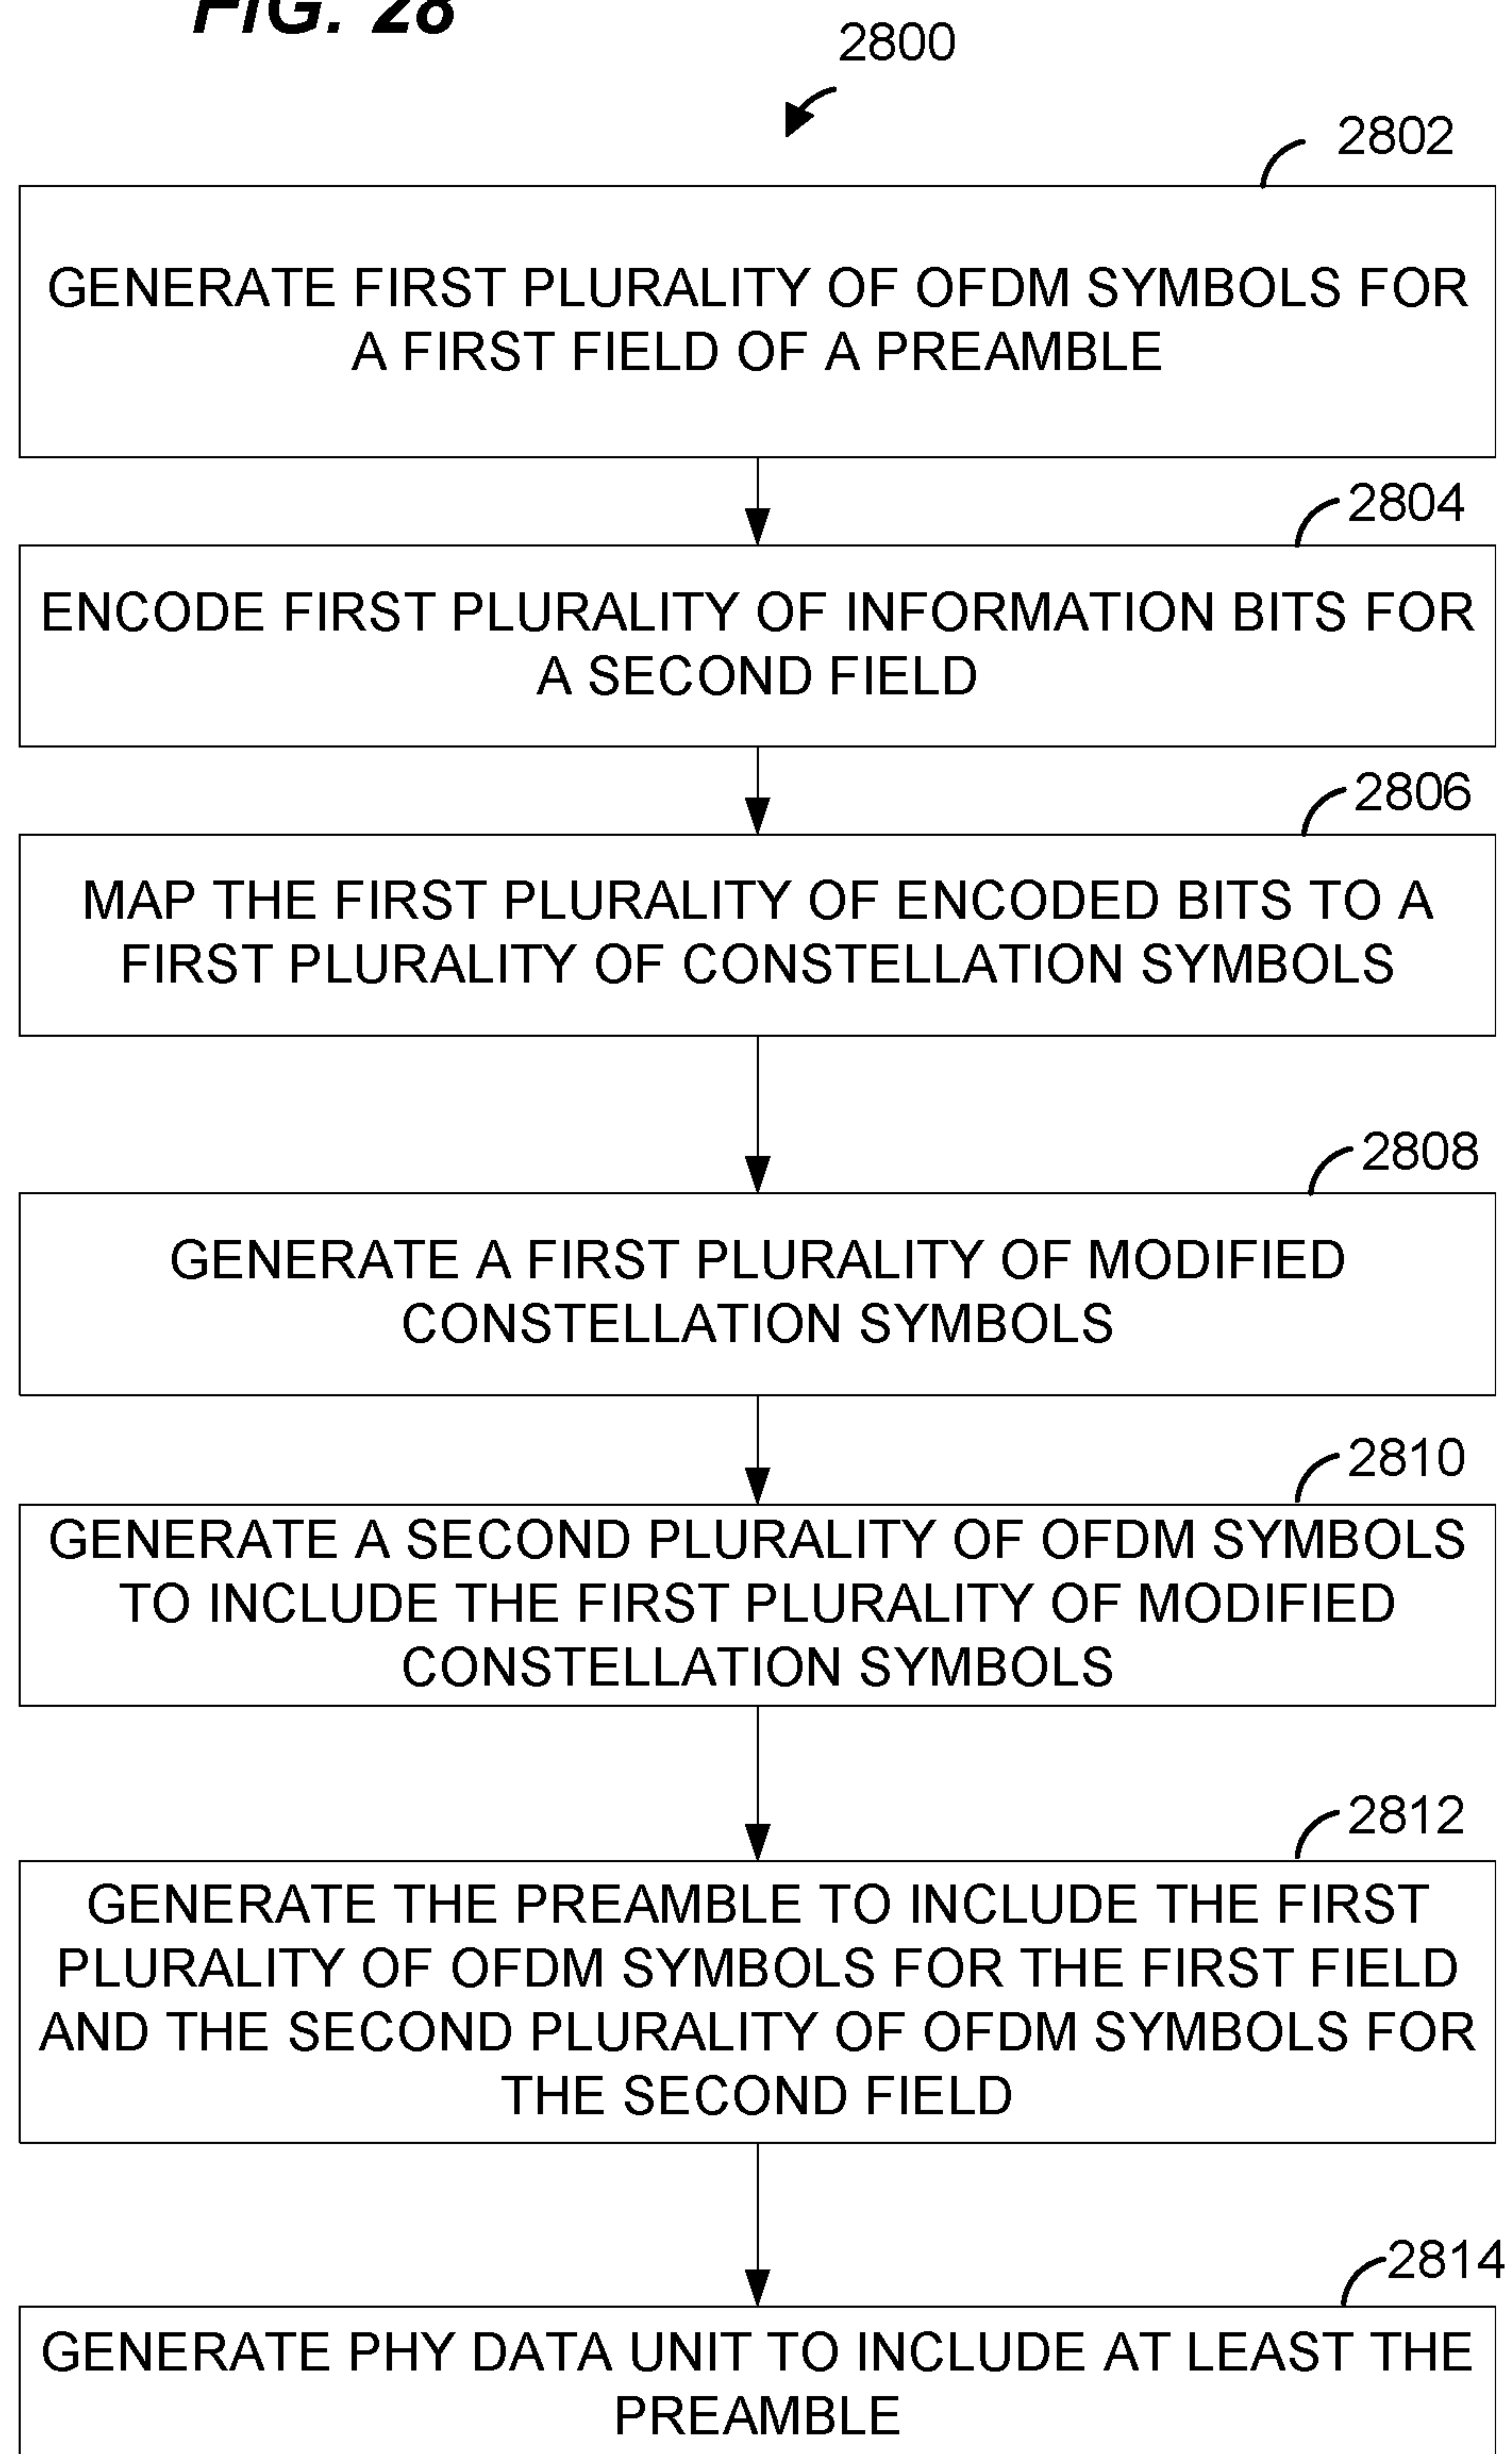 FIG. 28
2800
2802
GENERATE FIRST PLURALITY OF OFDM SYMBOLS FOR
A FIRST FIELD OF A PREAMBLE
2804
ENCODE FIRST PLURALITY OF INFORMATION BITS FOR
A SECOND FIELD
2806
MAP THE FIRST PLURALITY OF ENCODED BITS TO A
FIRST PLURALITY OF CONSTELLATION SYMBOLS
2808
GENERATE A FIRST PLURALITY OF MODIFIED
CONSTELLATION SYMBOLS
2810
GENERATE A SECOND PLURALITY OF OFDM SYMBOLS
TO INCLUDE THE FIRST PLURALITY OF MODIFIED
CONSTELLATION SYMBOLS
2812
GENERATE THE PREAMBLE TO INCLUDE THE FIRST
PLURALITY OF OFDM SYMBOLS FOR THE FIRST FIELD
AND THE SECOND PLURALITY OF OFDM SYMBOLS FOR
THE SECOND FIELD
2814
GENERATE PHY DATA UNIT TO INCLUDE AT LEAST THE
PREAMBLE